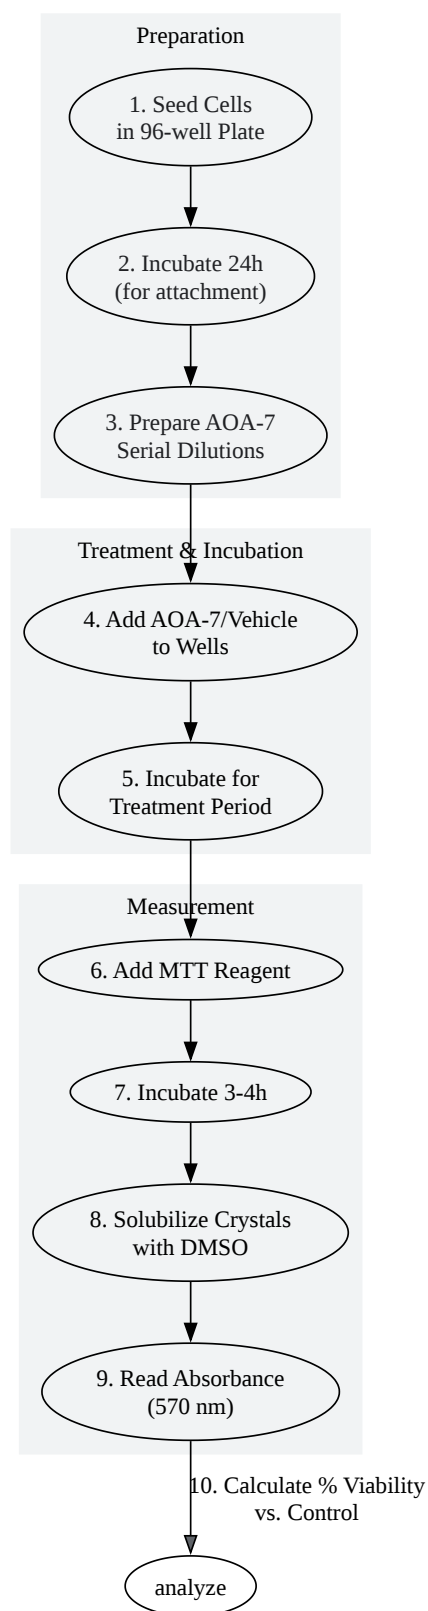 Preparation
1. Seed Cells
in 96-well Plate
2. Incubate 24h
(for attachment)
3. Prepare AOA-7
Serial Dilutions
Treatment & Incubation
4. Add AOA-7/Vehicle
to Wells
5. Incubate for
Treatment Period
Measurement
6. Add MTT Reagent
7. Incubate 3-4h
8. Solubilize Crystals
with DMSO
9. Read Absorbance
(570 nm)
10. Calculate % Viability
vs. Control
analyze